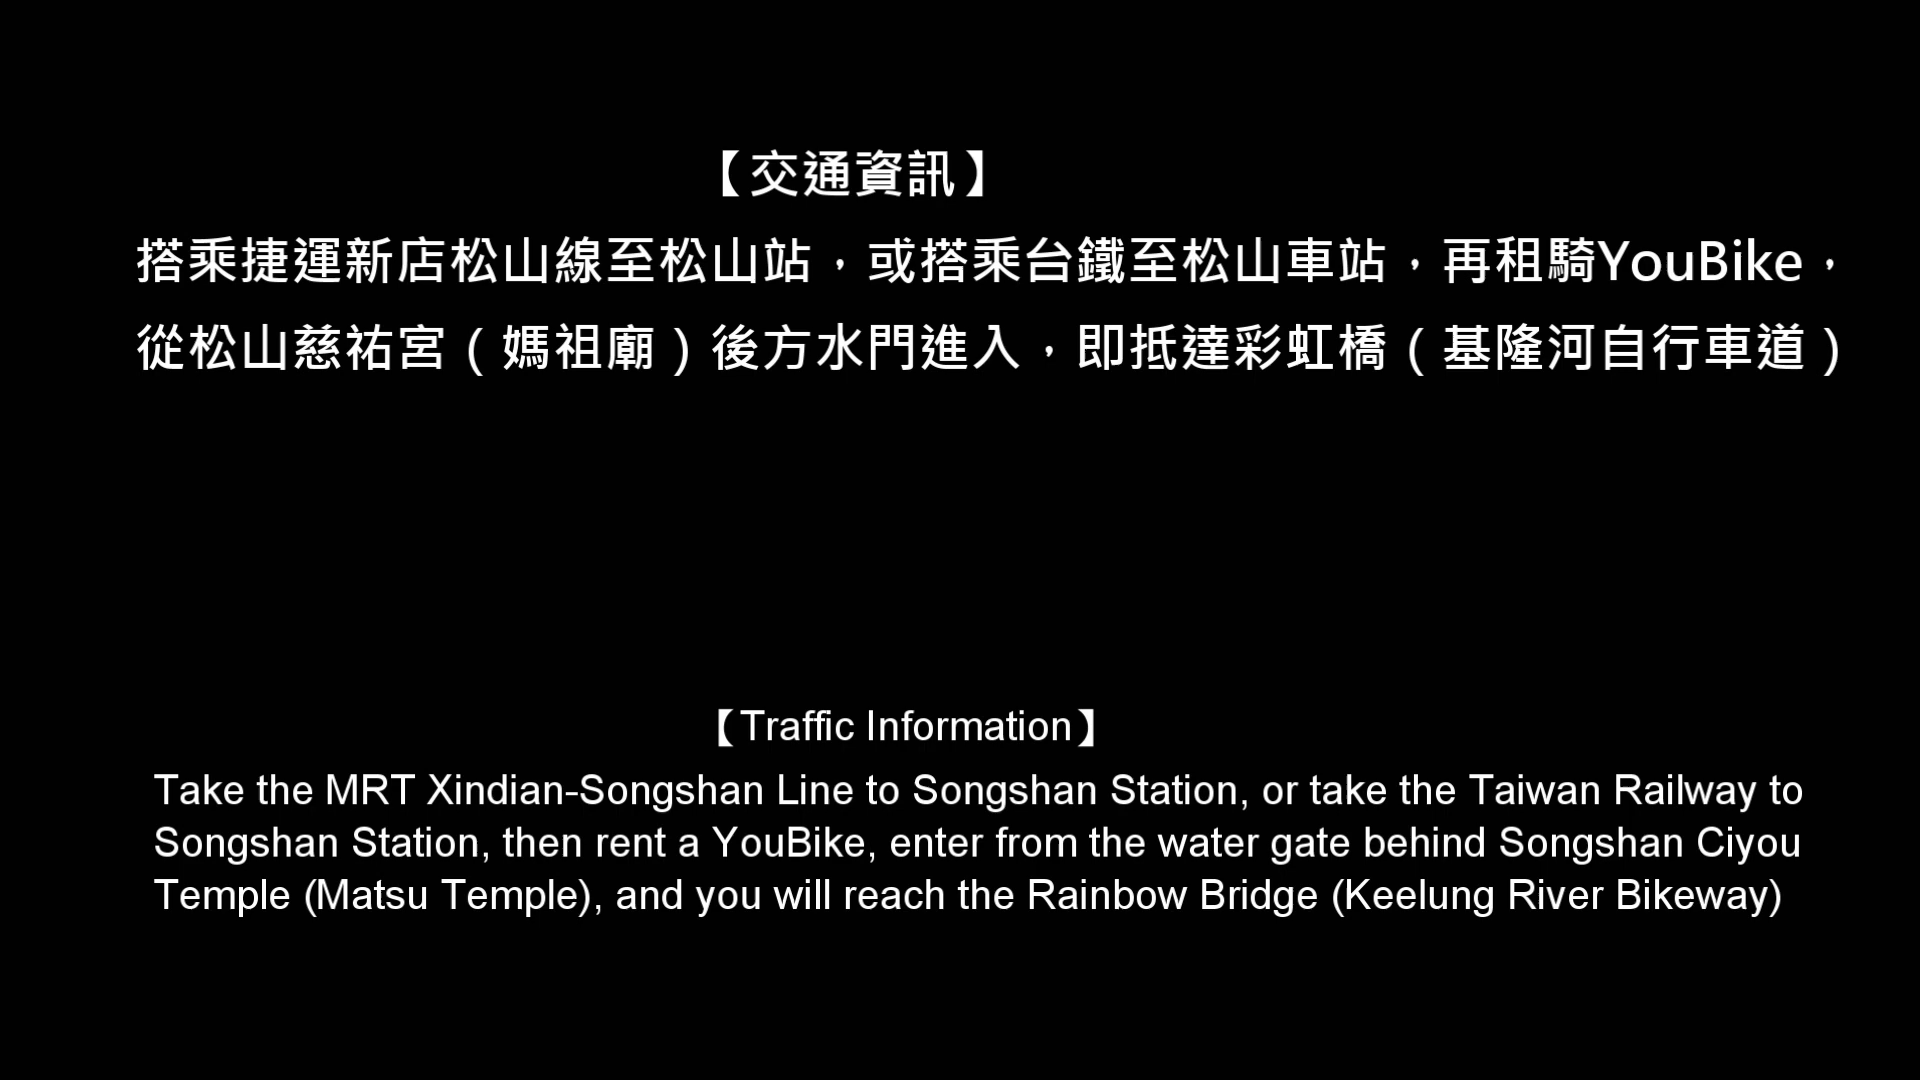 【交通資訊】
搭乘捷運新店松山線至松山站，或搭乘台鐵至松山車站，再租騎YouBike，
從松山慈祐宮（媽祖廟）後方水門進入，即抵達彩虹橋（基隆河自行車道）
【Traffic Information】
Take the MRT Xindian-Songshan Line to Songshan Station, or take the Taiwan Railway to
Songshan Station, then rent a YouBike, enter from the water gate behind Songshan Ciyou
Temple (Matsu Temple), and you will reach the Rainbow Bridge (Keelung River Bikeway)